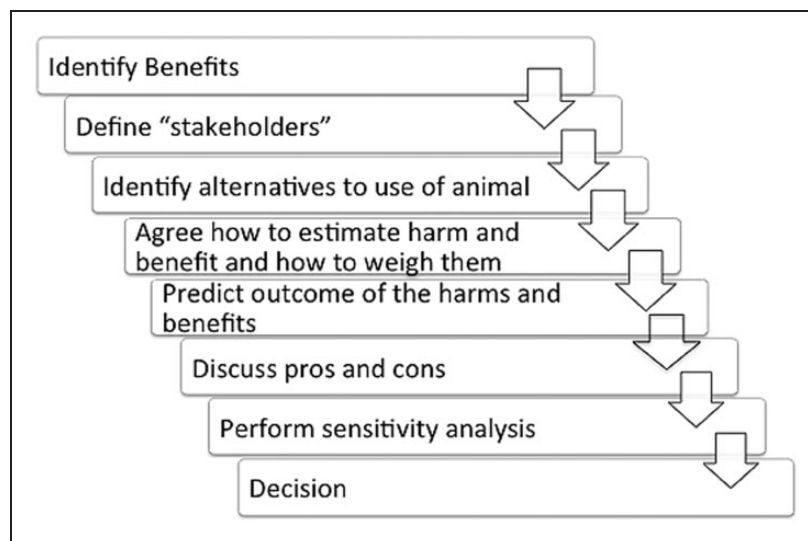 Identify Benefits
Define “stakeholders”
Identify alternatives to use of animal
Agree how to estimate harm and
benefit and how to weigh them
Predict outcome of the harms and
benefits
Discuss pros and cons
Perform sensitivity analysis
Decision